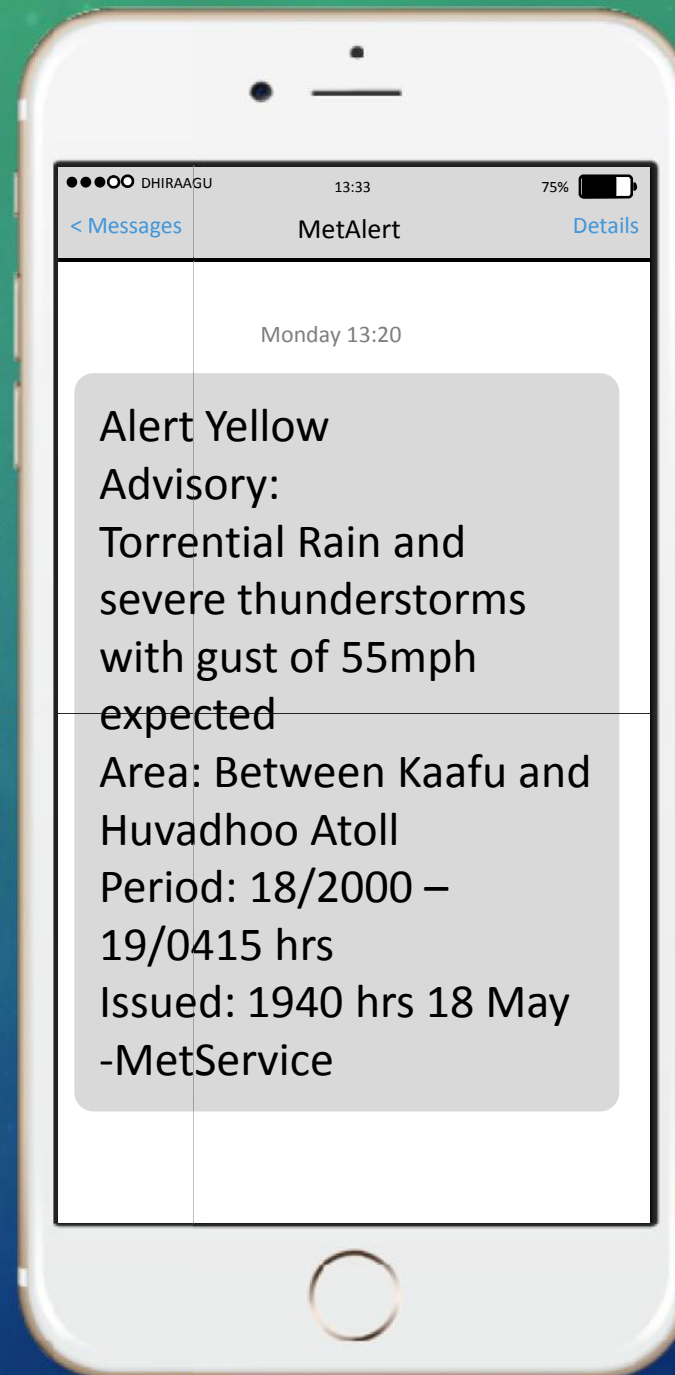 DHIRAAGU 13:33 75%
< Messages MetAlert Details
Monday 13:20
Alert Yellow
Advisory:
Torrential Rain and
severe thunderstorms
with gust of 55mph
expected
Area: Between Kaafu and
Huvadhoo Atoll
Period: 18/2000 –
19/0415 hrs
Issued: 1940 hrs 18 May
-MetService